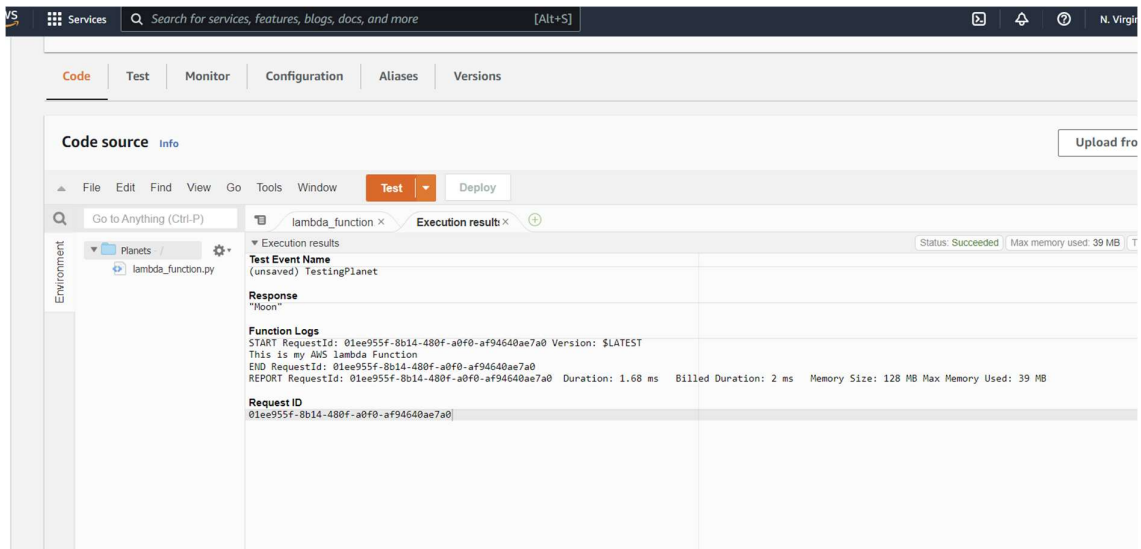 WS Services Search for services, features, blogs, docs, and more [Alt+S] N. Virgin
Code Test Monitor Configuration Aliases Versions
Code source Info Upload fro
File Edit Find View Go Tools Window Test Deploy
Go to Anything (Ctrl-P) lambda_function × Execution results ×
Environment
Planets /
lambda_function.py
Execution results Status: Succeeded Max memory used: 39 MB T
Test Event Name
(unsaved) TestingPlanet
Response
"Moon"
Function Logs
START RequestId: 01ee955f-8b14-480f-a0f0-af94640ae7a0 Version: $LATEST
This is my AWS lambda Function
END RequestId: 01ee955f-8b14-480f-a0f0-af94640ae7a0
REPORT RequestId: 01ee955f-8b14-480f-a0f0-af94640ae7a0 Duration: 1.68 ms Billed Duration: 2 ms Memory Size: 128 MB Max Memory Used: 39 MB
Request ID
01ee955f-8b14-480f-a0f0-af94640ae7a0